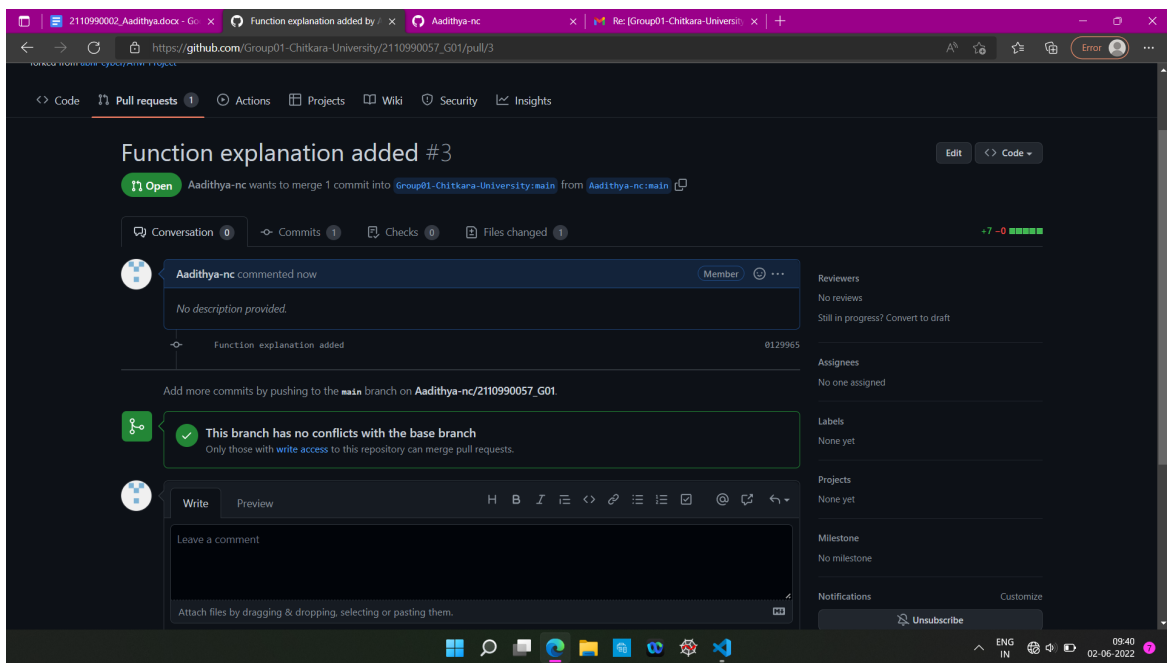 2110990002_Aadithya.docx - Go
Function explanation added by A
Aadithya-nc
Re: [Group01-Chitkara-Universit
https://github.com/Group01-Chitkara-University/2110990057_G01/pull/3
Error
Code
Pull requests 1
Actions
Projects
Wiki
Security
Insights
Function explanation added #3
Edit
<> Code
Open
Aadithya-nc wants to merge 1 commit into Group01-Chitkara-University:main from Aadithya-nc:main
Conversation 0
Commits 1
Checks 0
Files changed 1
+7 −0
Aadithya-nc commented now
Member
No description provided.
Function explanation added
0129965
Add more commits by pushing to the main branch on Aadithya-nc/2110990057_G01.
This branch has no conflicts with the base branch
Only those with write access to this repository can merge pull requests.
Write
Preview
Leave a comment
Attach files by dragging & dropping, selecting or pasting them.
Reviewers
No reviews
Still in progress? Convert to draft
Assignees
No one assigned
Labels
None yet
Projects
None yet
Milestone
No milestone
Notifications
Customize
Unsubscribe
ENG
IN
09:40
02-06-2022
7